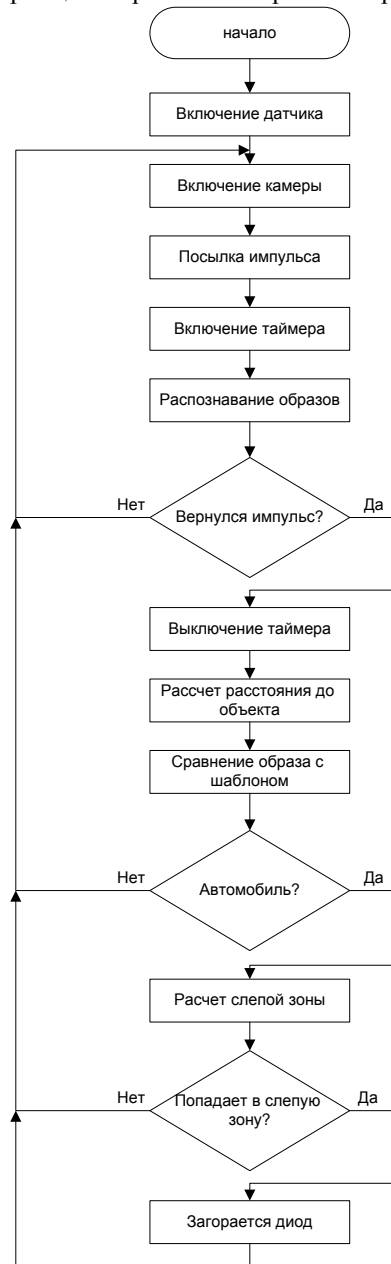 начало
Включение датчика
Включение камеры
Посылка импульса
Включение таймера
Распознавание образов
Вернулся импульс?
Нет
Да
Выключение таймера
Рассчет расстояния до
объекта
Сравнение образа с
шаблоном
Автомобиль?
Нет
Да
Расчет слепой зоны
Попадает в слепую
зону?
Нет
Да
Загорается диод